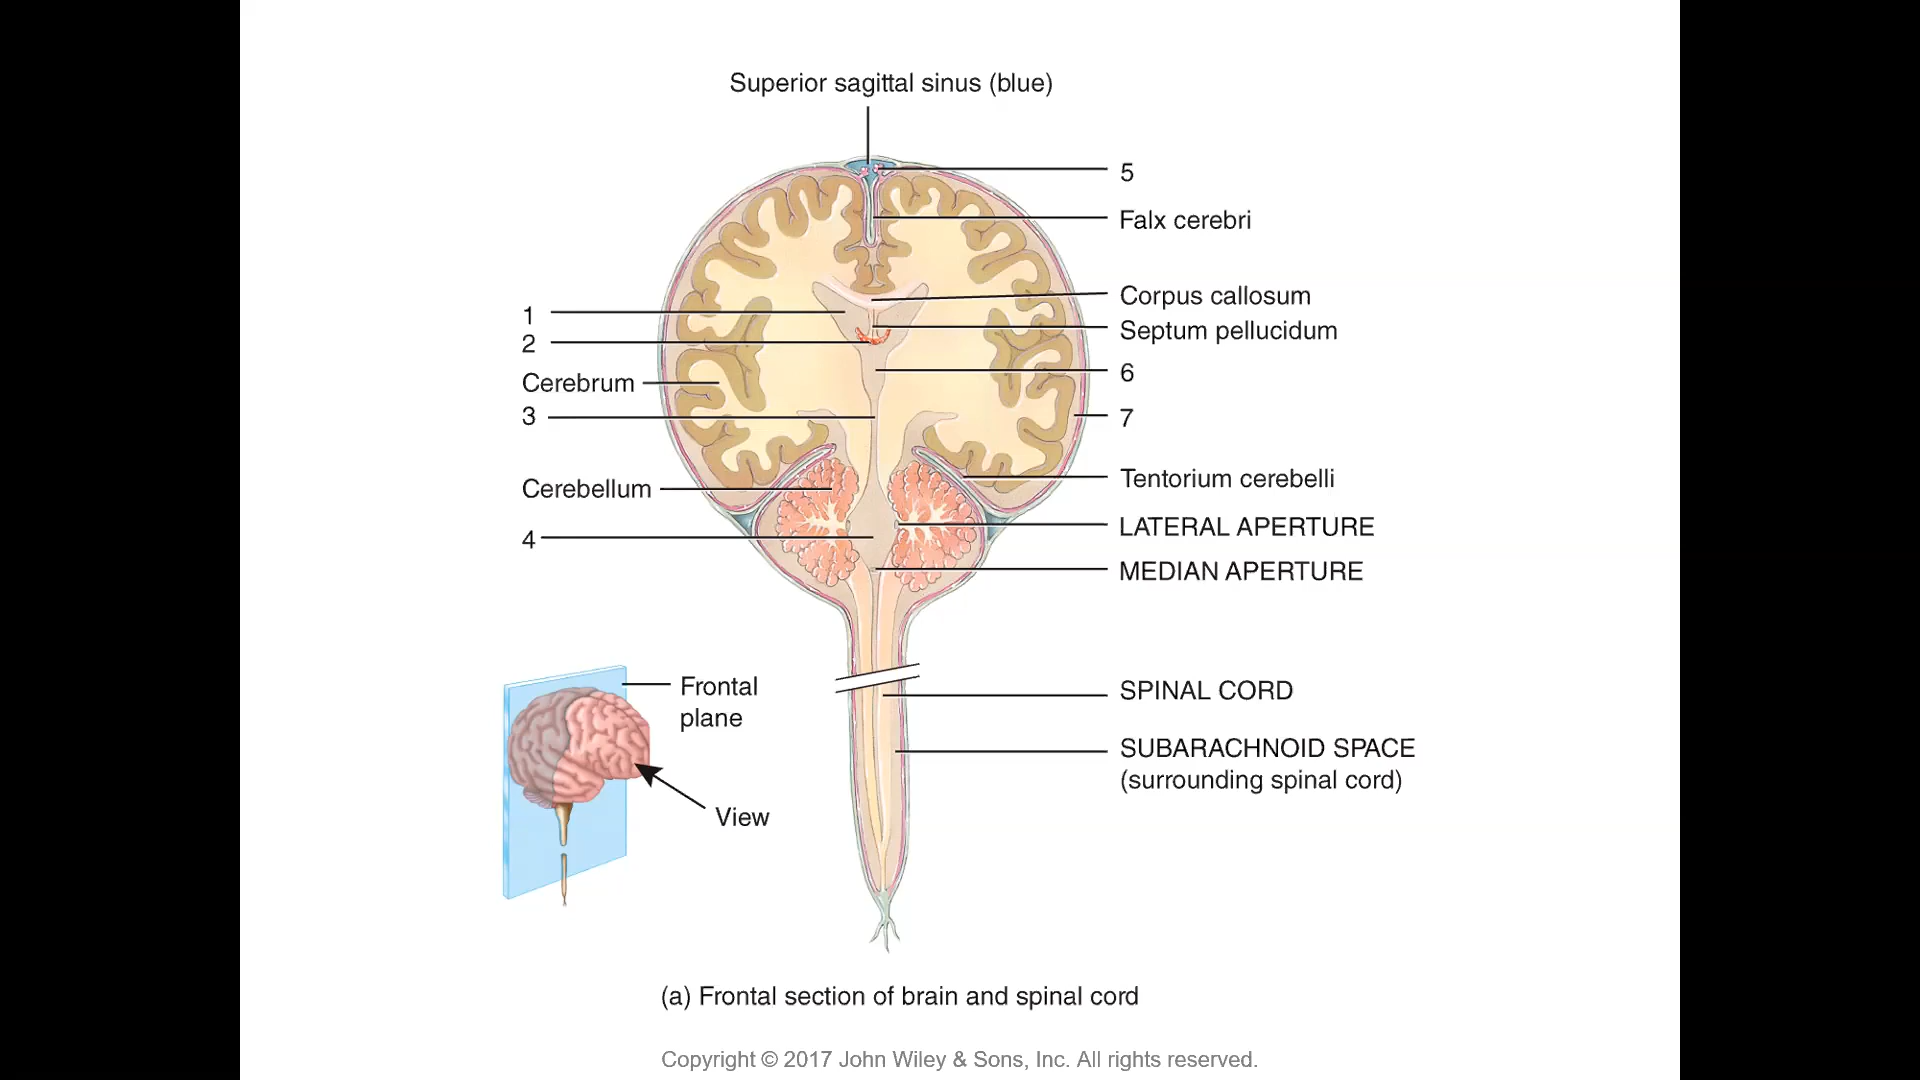 Superior sagittal sinus (blue)
5
Falx cerebri
Corpus callosum
1
Septum pellucidum
2
6
Cerebrum
3
7
Tentorium cerebelli
Cerebellum
LATERAL APERTURE
4
MEDIAN APERTURE
Frontal
plane
SPINAL CORD
SUBARACHNOID SPACE
(surrounding spinal cord)
View
(a) Frontal section of brain and spinal cord
Copyright © 2017 John Wiley & Sons, Inc. All rights reserved.